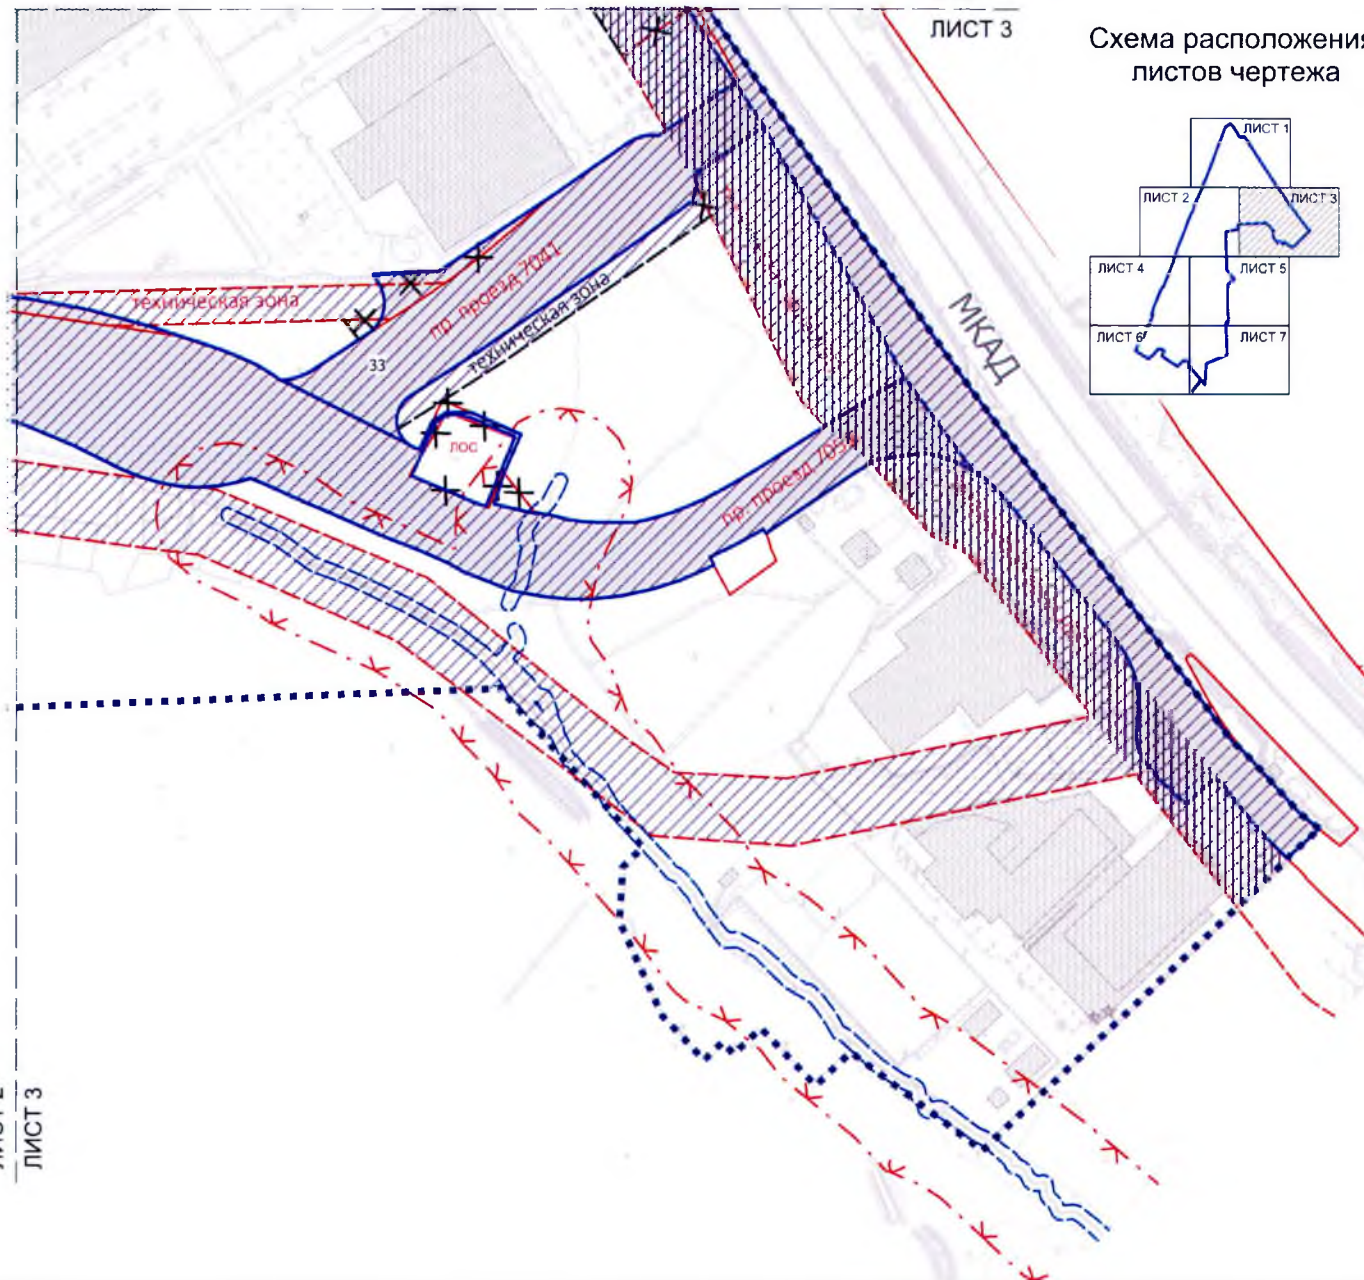 ЛИСТ 3
Схема расположения
листов чертежа
ЛИСТ 1
ЛИСТ 2
ЛИСТ 3
ЛИСТ 4
ЛИСТ 5
ЛИСТ 6
ЛИСТ 7
МКАД
пр. проезд 7041
техническая зона
техническая зона
33
ЛОС
пр. проезд
ЛИСТ 3